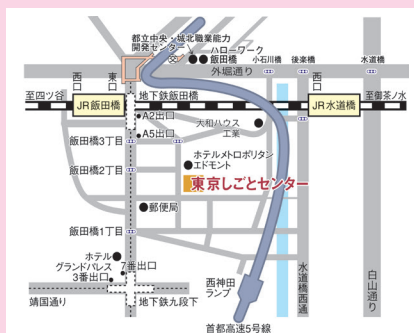 都立中央・城北職業能力
開発センター
ハローワーク
飯田橋
小石川橋
後楽橋
水道橋
外堀通り
西口
東口
西口
至四ツ谷
JR飯田橋
地下鉄飯田橋
JR水道橋
至御茶ノ水
A2出口
A5出口
大和ハウス
工業
飯田橋3丁目
ホテルメトロポリタン
エドモント
飯田橋2丁目
東京しごとセンター
郵便局
飯田橋1丁目
ホテル
グランドパレス
7番出口
3番出口
西神田
ランプ
水道橋西通り
白山通り
靖国通り
地下鉄九段下
首都高速5号線